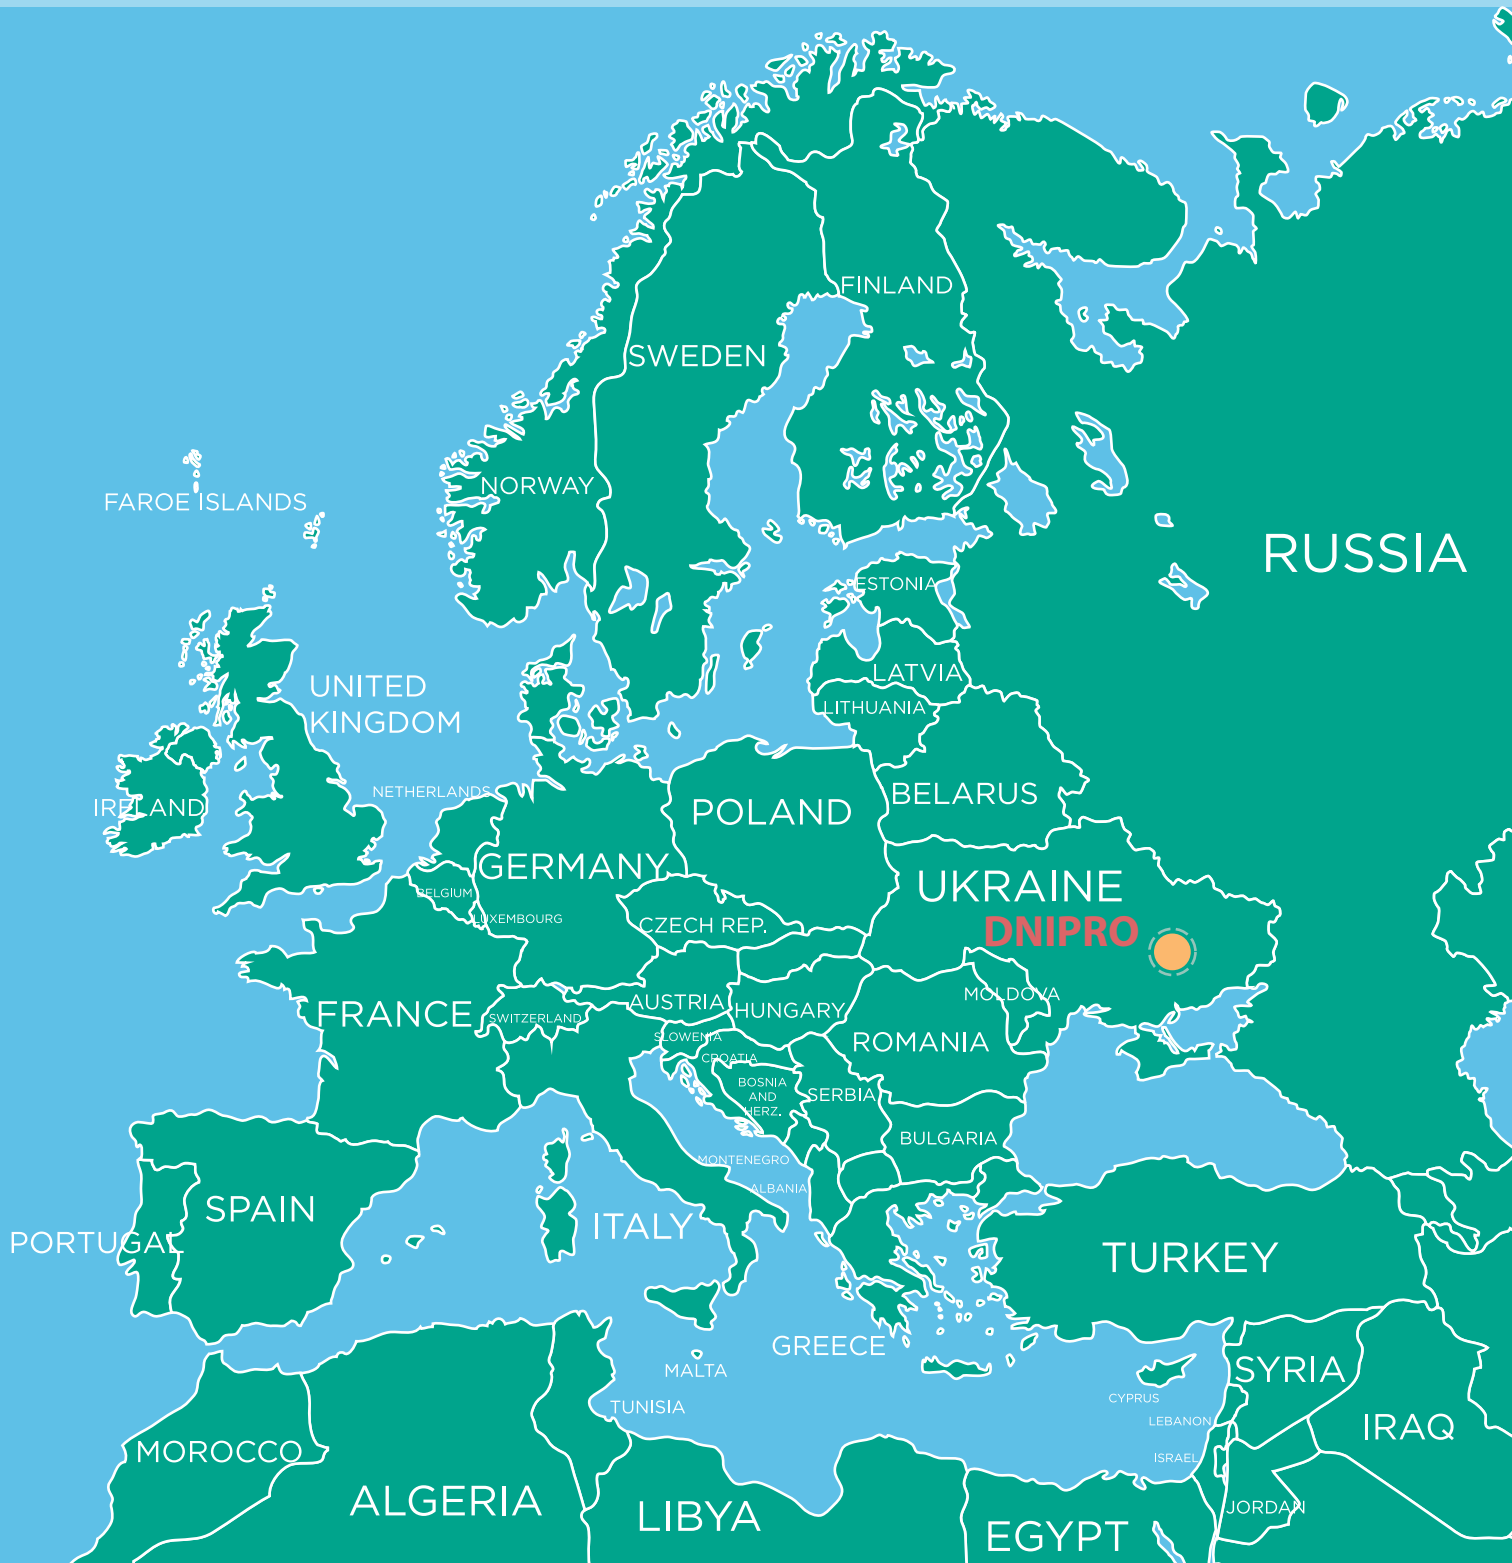 FINLAND
SWEDEN
NORWAY
FAROE ISLANDS
RUSSIA
ESTONIA
LATVIA
UNITED
KINGDOM
LITHUANIA
NETHERLANDS
BELARUS
IRELAND
POLAND
GERMANY
UKRAINE
BELGIUM
LUXEMBOURG
CZECH REP.
DNIPRO
MOLDOVA
AUSTRIA
HUNGARY
FRANCE
SWITZERLAND
SLOWENIA
ROMANIA
CROATIA
BOSNIA
AND
HERZ.
SERBIA
BULGARIA
MONTENEGRO
ALBANIA
SPAIN
ITALY
PORTUGAL
TURKEY
GREECE
MALTA
SYRIA
CYPRUS
TUNISIA
LEBANON
IRAQ
MOROCCO
ISRAEL
ALGERIA
JORDAN
LIBYA
EGYPT